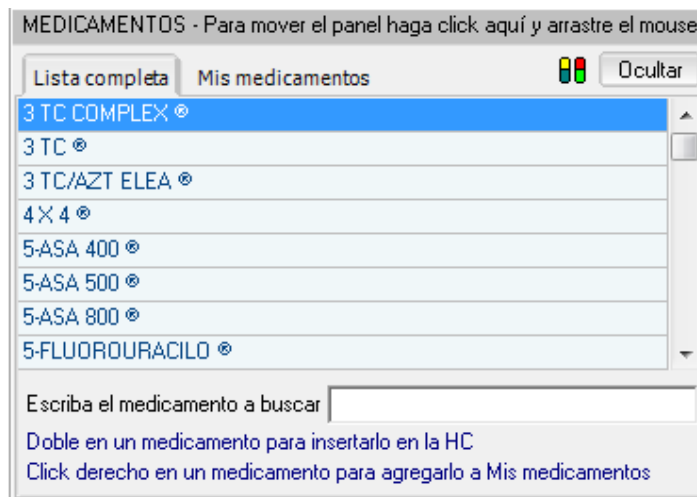 MEDICAMENTOS - Para mover el panel haga click aquí y arrastre el mouse
Lista completa Mis medicamentos Ocultar
3 TC COMPLEX ®
3 TC ®
3 TC/AZT ELEA ®
4 X 4 ®
5-ASA 400 ®
5-ASA 500 ®
5-ASA 800 ®
5-FLUOROURACILO ®
Escriba el medicamento a buscar
Doble en un medicamento para insertarlo en la HC
Click derecho en un medicamento para agregarlo a Mis medicamentos